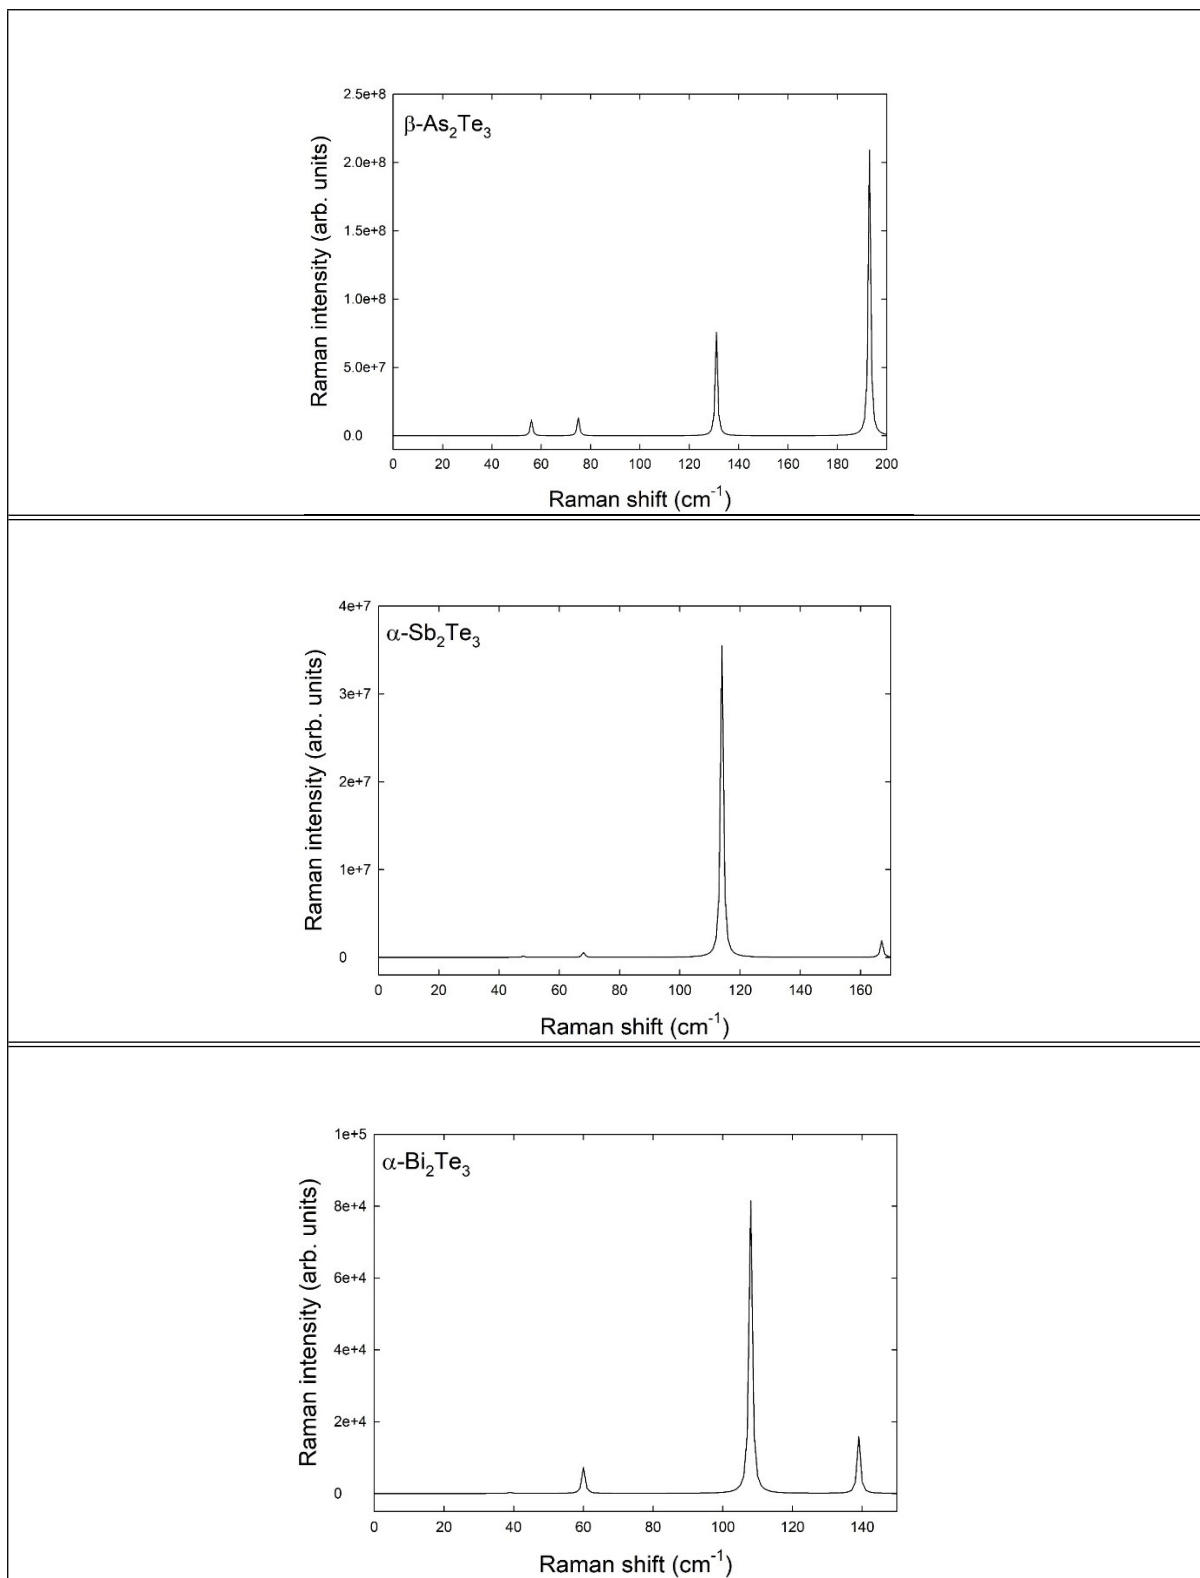 β-As₂Te₃
Raman intensity (arb. units)
2.5e+8
2.0e+8
1.5e+8
1.0e+8
5.0e+7
0.0
0 20 40 60 80 100 120 140 160 180 200
Raman shift (cm⁻¹)
α-Sb₂Te₃
Raman intensity (arb. units)
4e+7
3e+7
2e+7
1e+7
0
0 20 40 60 80 100 120 140 160
Raman shift (cm⁻¹)
α-Bi₂Te₃
Raman intensity (arb. units)
1e+5
8e+4
6e+4
4e+4
2e+4
0
0 20 40 60 80 100 120 140
Raman shift (cm⁻¹)